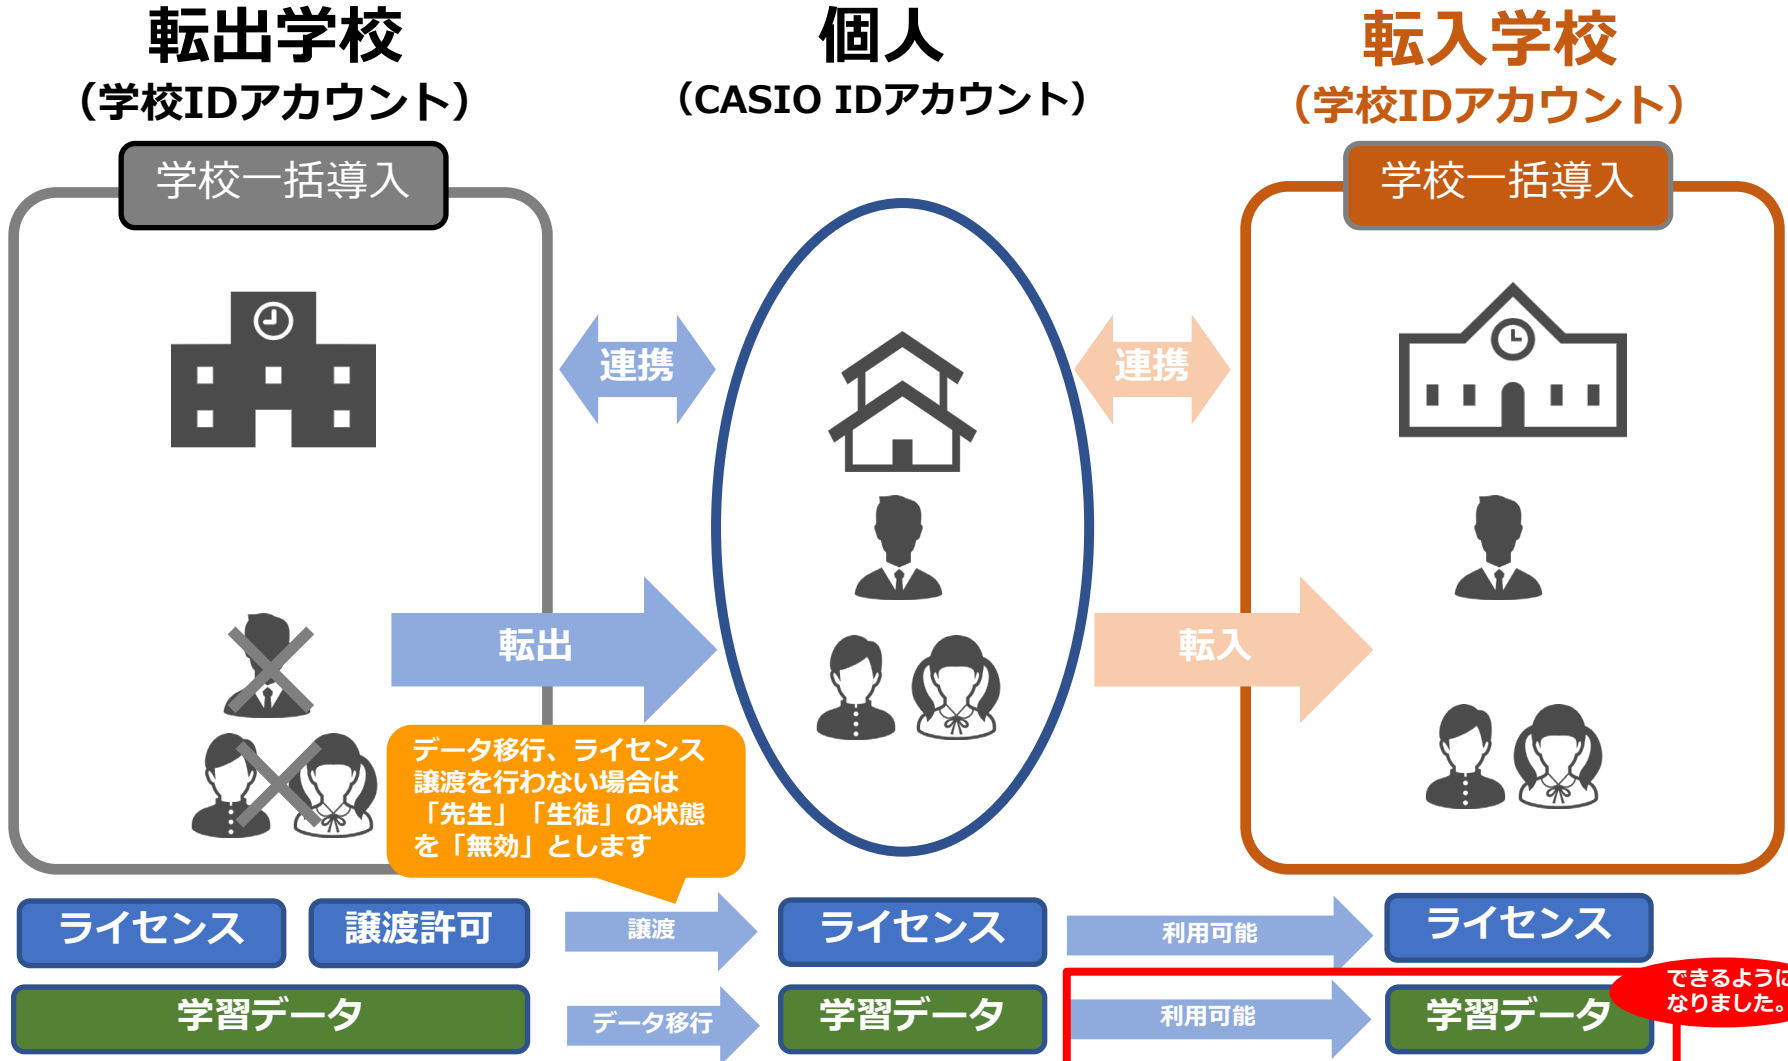 転出学校
（学校IDアカウント）
個人
（CASIO IDアカウント）
転入学校
（学校IDアカウント）
学校一括導入
学校一括導入
連携
連携
転出
転入
データ移行、ライセンス
譲渡を行わない場合は
「先生」「生徒」の状態
を「無効」とします
ライセンス
譲渡許可
譲渡
ライセンス
利用可能
ライセンス
学習データ
データ移行
学習データ
利用可能
学習データ
できるように
なりました。